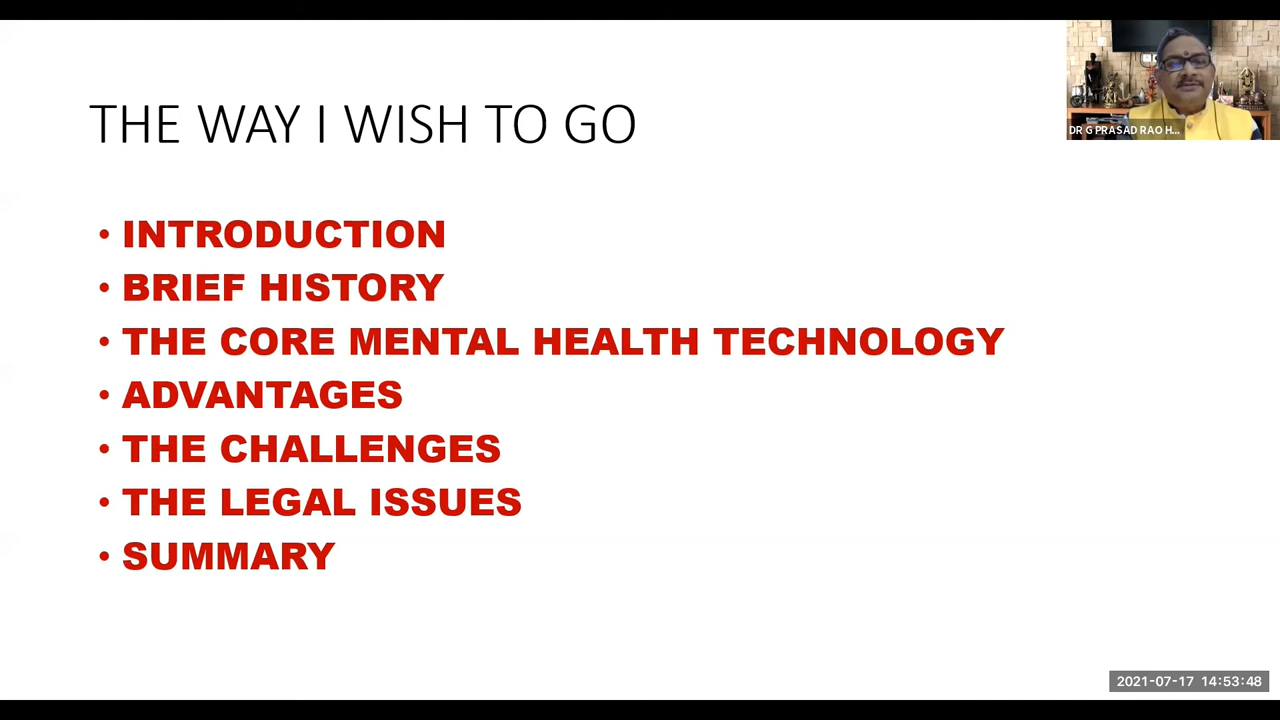 THE WAY I WISH TO GO
• INTRODUCTION
• BRIEF HISTORY
• THE CORE MENTAL HEALTH TECHNOLOGY
• ADVANTAGES
• THE CHALLENGES
• THE LEGAL ISSUES
• SUMMARY
DR G PRASAD RAO H...
2021-07-17 14:53:48